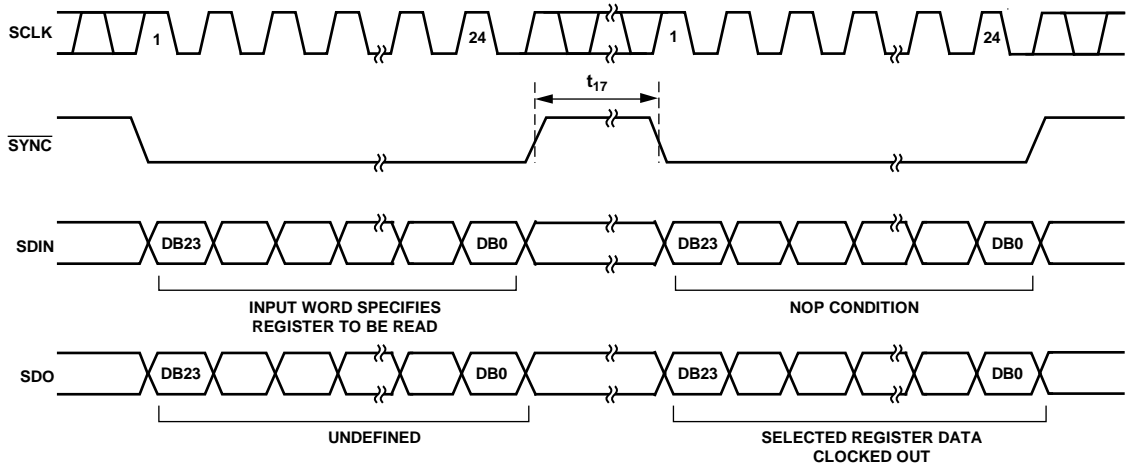 SCLK
1
24
1
24
t17
SYNC
SDIN
DB23
DB0
DB23
DB0
INPUT WORD SPECIFIES
REGISTER TO BE READ
NOP CONDITION
SDO
DB23
DB0
DB23
DB0
UNDEFINED
SELECTED REGISTER DATA
CLOCKED OUT